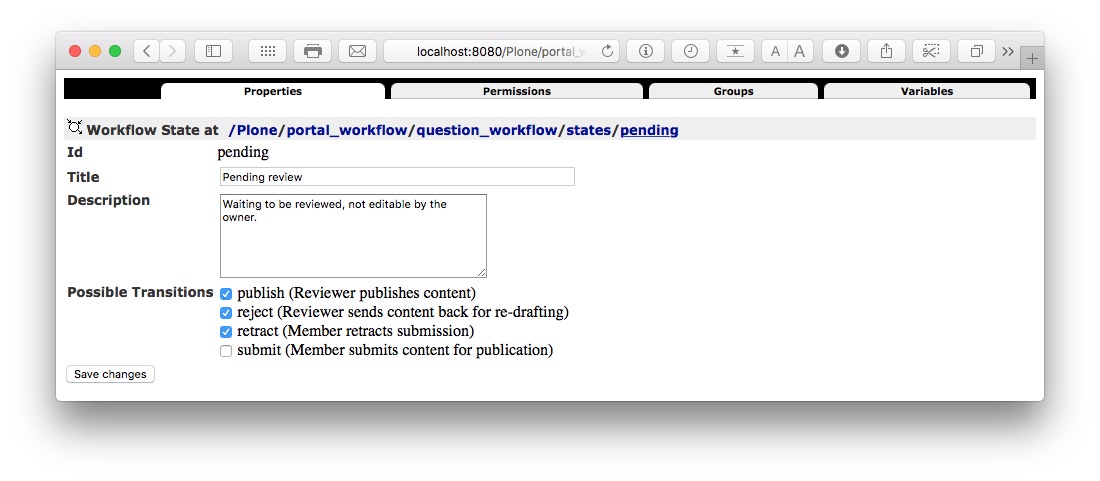 localhost:8080/Plone/portal_w
A A
Properties Permissions Groups Variables
Workflow State at /Plone/portal_workflow/question_workflow/states/pending
Id pending
Title Pending review
Description Waiting to be reviewed, not editable by the
owner.
Possible Transitions publish (Reviewer publishes content)
reject (Reviewer sends content back for re-drafting)
retract (Member retracts submission)
submit (Member submits content for publication)
Save changes